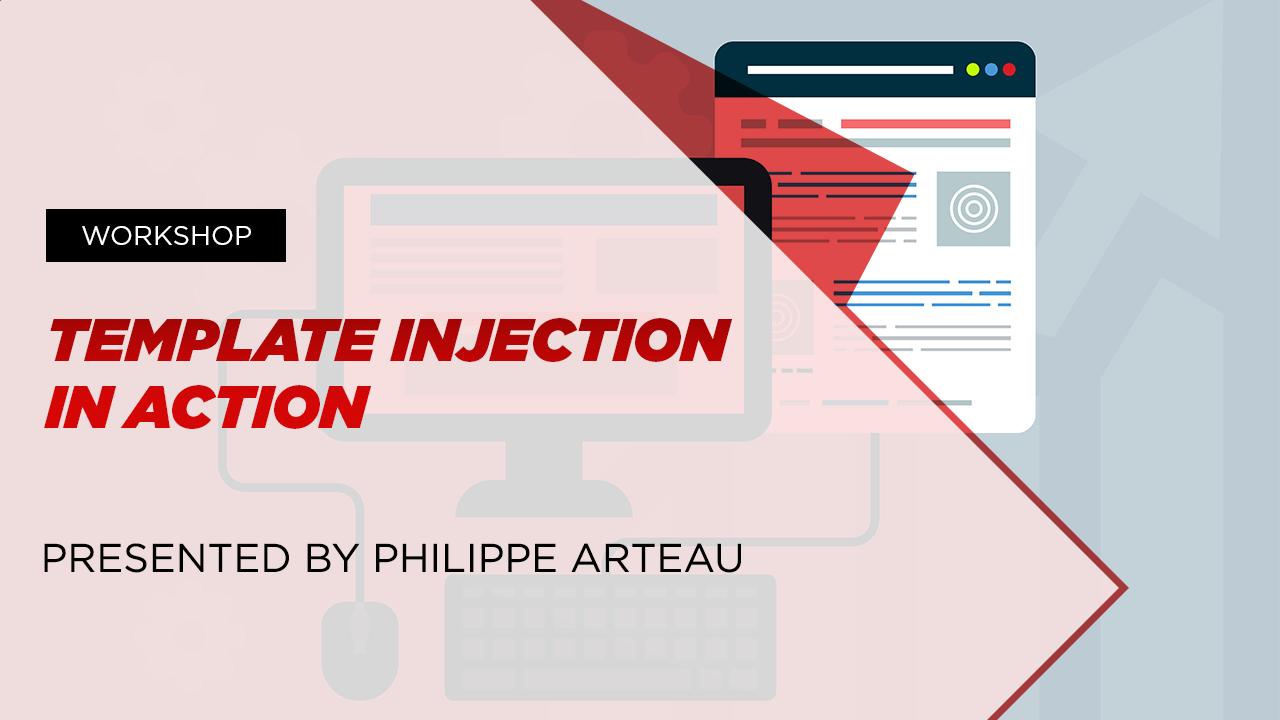 WORKSHOP
TEMPLATE INJECTION
IN ACTION
PRESENTED BY PHILIPPE ARTEAU